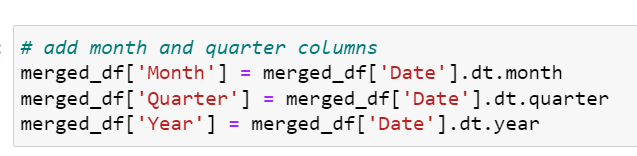 # add month and quarter columns
merged_df['Month'] = merged_df['Date'].dt.month
merged_df['Quarter'] = merged_df['Date'].dt.quarter
merged_df['Year'] = merged_df['Date'].dt.year